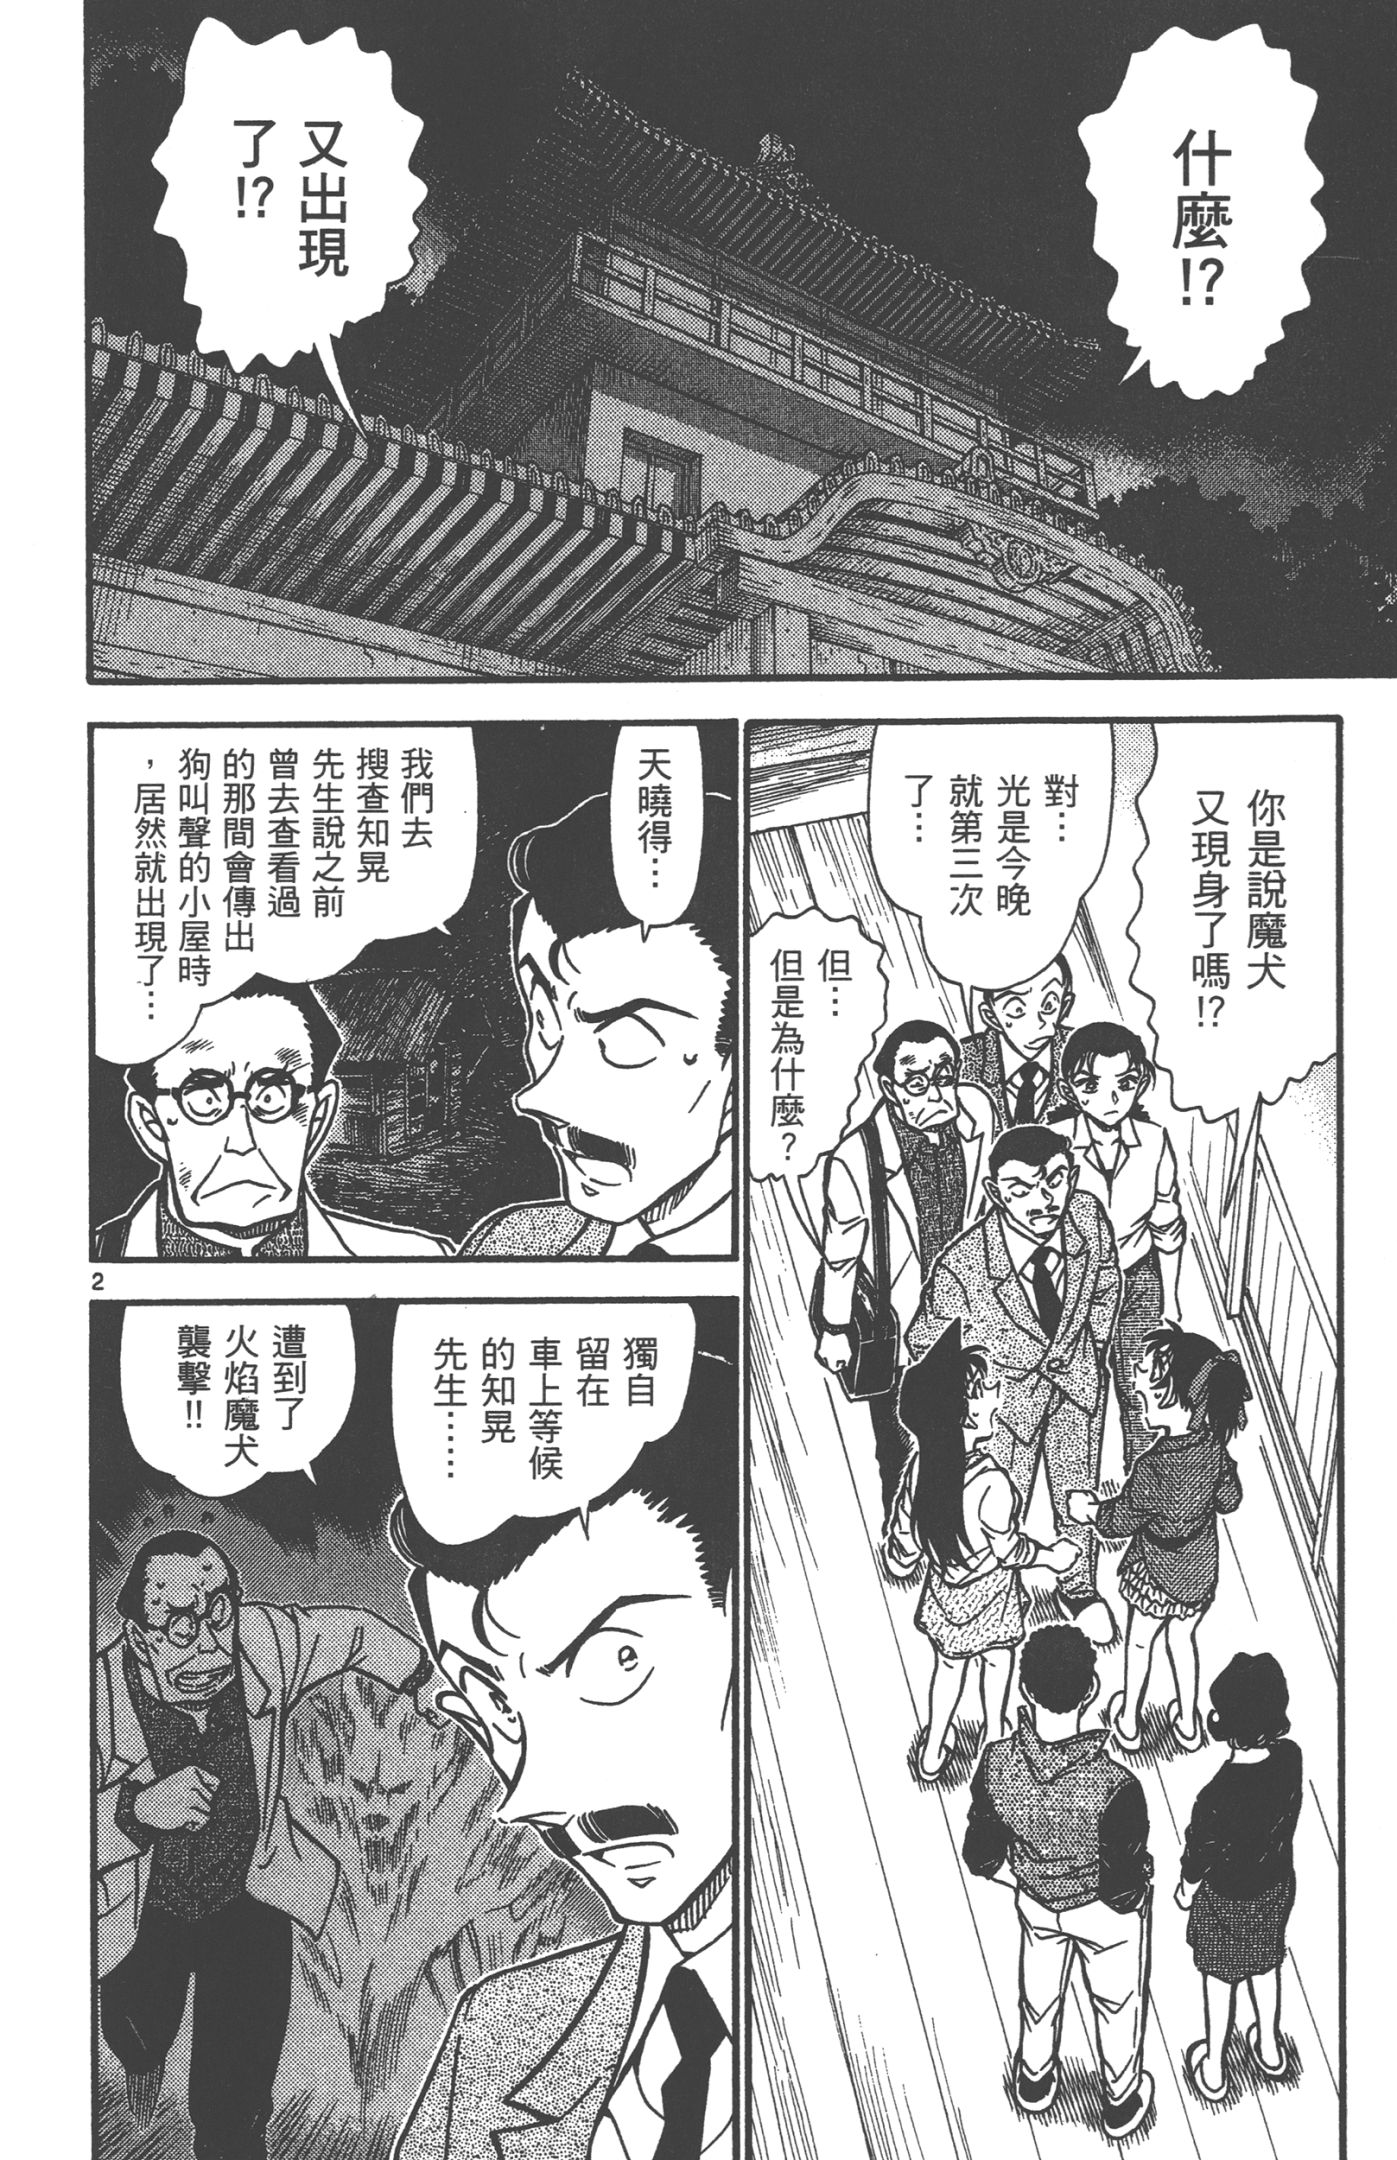 什麼!?
又出現
了!?
你是說魔犬
又現身了嗎!?
對…
光是今晚
就第三次
了…
但…
但是為什麼?
天曉得…
我們去
搜查知晃
先生說之前
曾去查看過
的那間會傳出
狗叫聲的小屋時
，居然就出現了…
獨自
留在
車上等候
的知晃
先生……
遭到了
火焰魔犬
襲擊!!
2